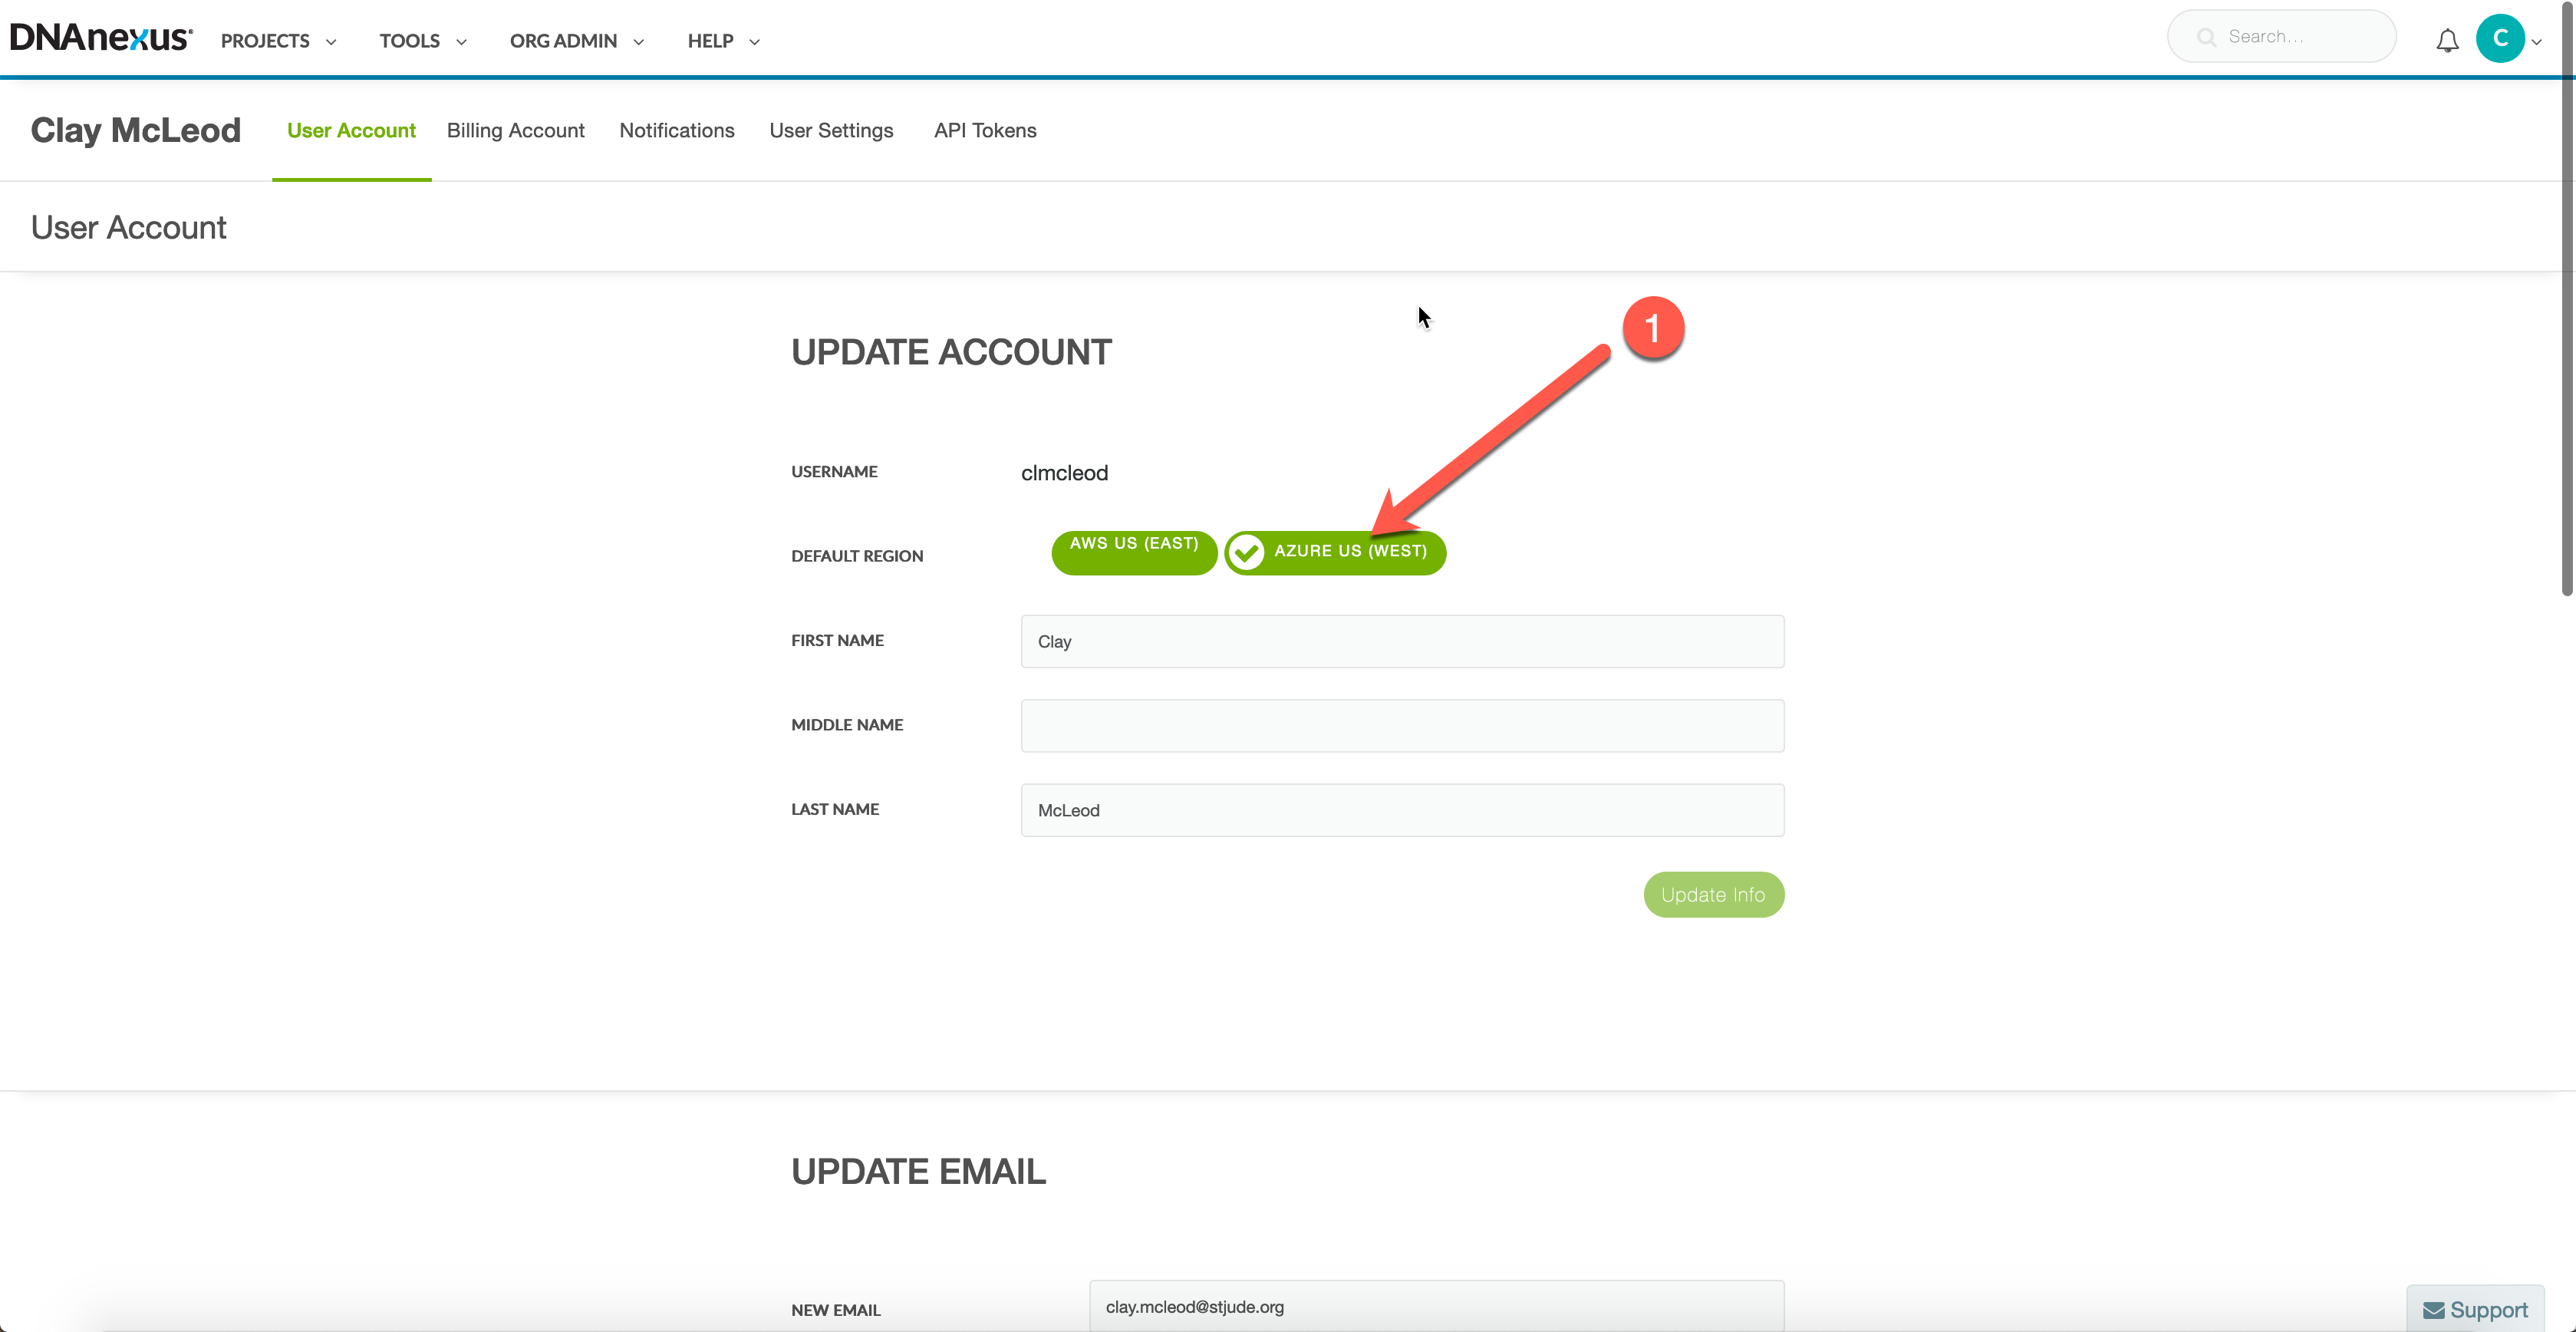 DNAnexus® PROJECTS TOOLS ORG ADMIN HELP Search... C
Clay McLeod User Account Billing Account Notifications User Settings API Tokens
User Account
1
UPDATE ACCOUNT
USERNAME clmcleod
DEFAULT REGION AWS US (EAST) AZURE US (WEST)
FIRST NAME Clay
MIDDLE NAME
LAST NAME McLeod
Update Info
UPDATE EMAIL
NEW EMAIL clay.mcleod@stjude.org
Support